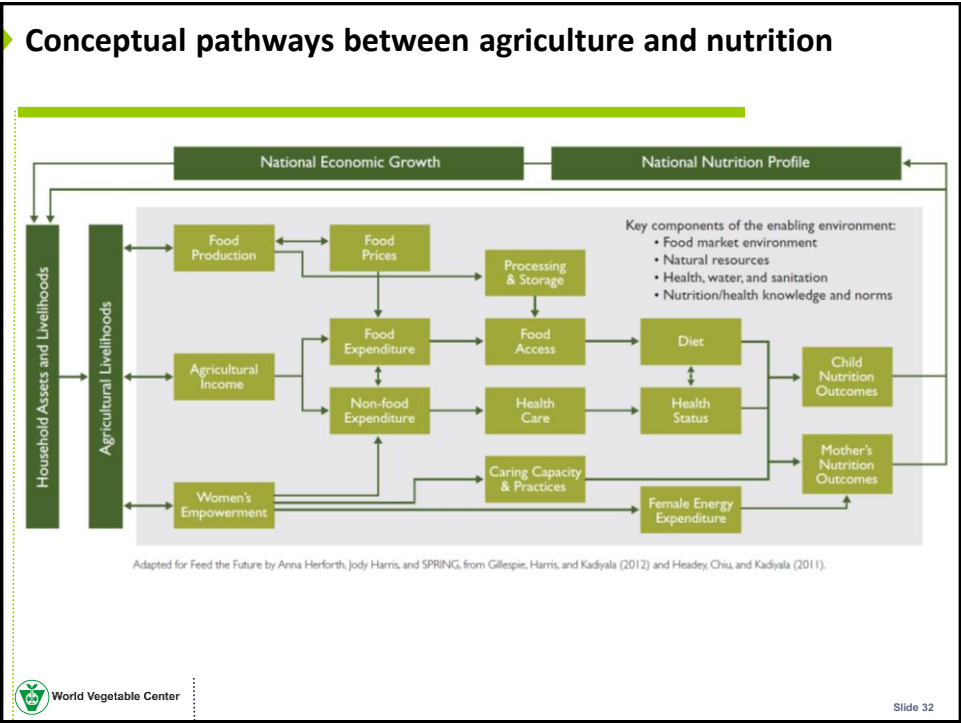 Conceptual pathways between agriculture and nutrition
National Economic Growth
National Nutrition Profile
Household Assets and Livelihoods
Agricultural Livelihoods
Food
Production
Food
Prices
Processing
& Storage
Key components of the enabling environment:
• Food market environment
• Natural resources
• Health, water, and sanitation
• Nutrition/health knowledge and norms
Agricultural
Income
Food
Expenditure
Food
Access
Diet
Child
Nutrition
Outcomes
Non-food
Expenditure
Health
Care
Health
Status
Women's
Empowerment
Caring Capacity
& Practices
Female Energy
Expenditure
Mother's
Nutrition
Outcomes
Adapted for Feed the Future by Anna Herforth, Jody Harris, and SPRING, from Gillespie, Harris, and Kadiyala (2012) and Headey, Chiu, and Kadiyala (2011).
World Vegetable Center
Slide 32